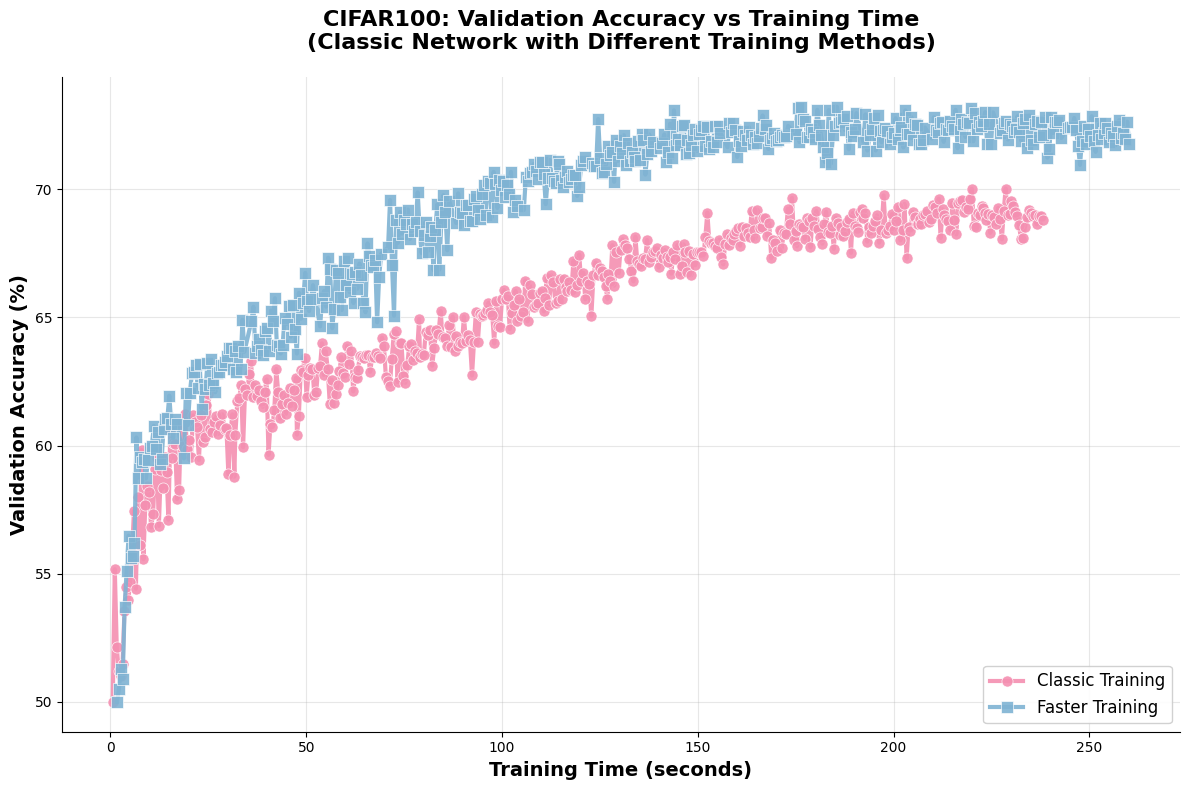 CIFAR100: Validation Accuracy vs Training Time
(Classic Network with Different Training Methods)
Validation Accuracy (%)
70
65
60
55
50
0
50
100
150
200
250
Training Time (seconds)
Classic Training
Faster Training